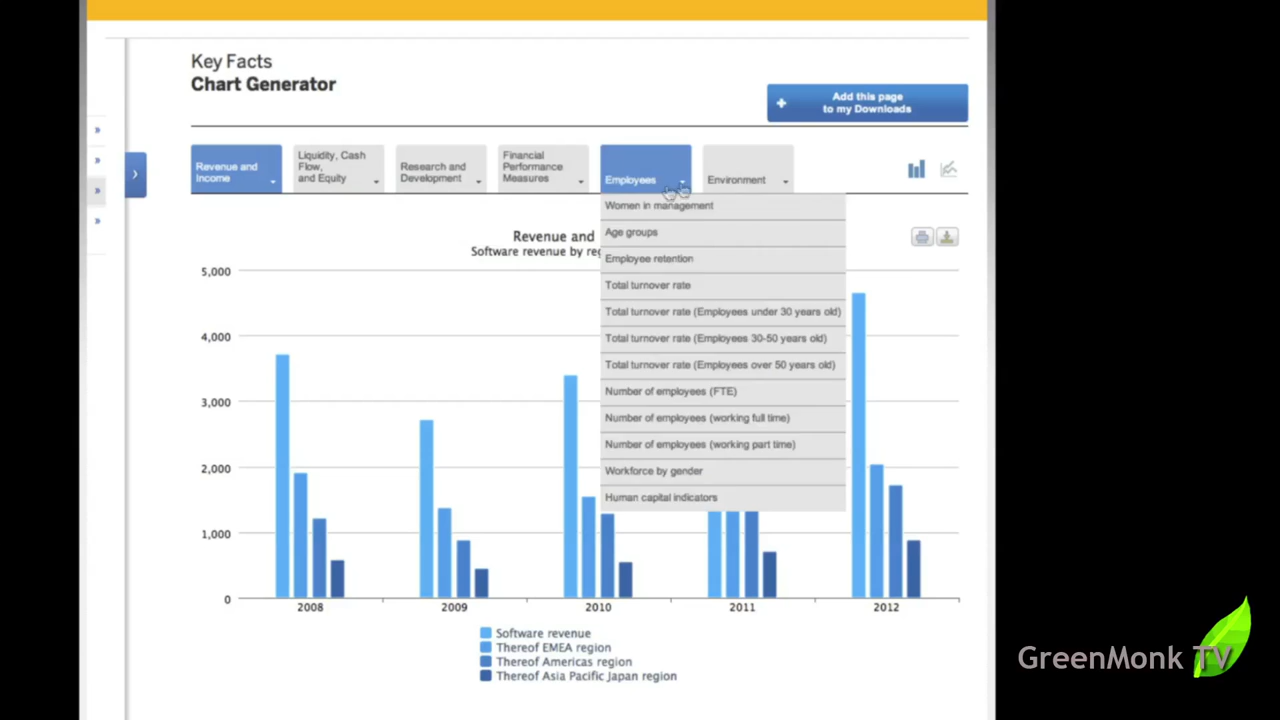 Key Facts
Chart Generator
+ Add this page
to my Downloads
»
»
»
»
›
Revenue and
Income
Liquidity, Cash
Flow,
and Equity
Research and
Development
Financial
Performance
Measures
Employees
Environment
Women in management
Age groups
Employee retention
Total turnover rate
Total turnover rate (Employees under 30 years old)
Total turnover rate (Employees 30-50 years old)
Total turnover rate (Employees over 50 years old)
Number of employees (FTE)
Number of employees (working full time)
Number of employees (working part time)
Workforce by gender
Human capital indicators
Revenue and
Software revenue by
5,000
4,000
3,000
2,000
1,000
0
2008
2009
2010
2011
2012
Software revenue
Thereof EMEA region
Thereof Americas region
Thereof Asia Pacific Japan region
GreenMonk TV